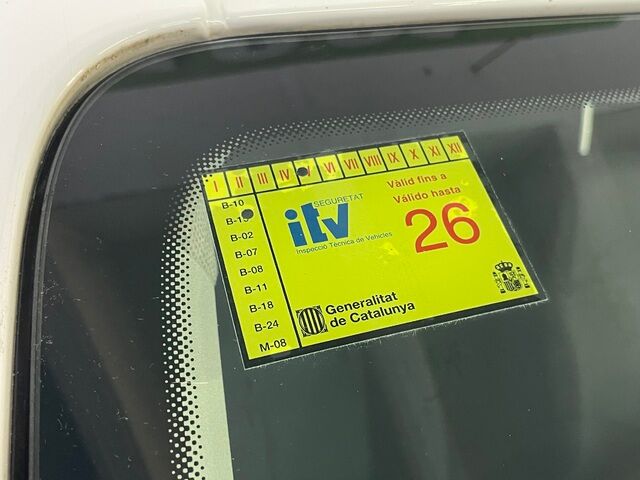 I II III IV V VI VII VIII IX X XI XII
B-10
B-02
B-07
B-08
B-11
B-18
B-24
M-08
SEGURETAT
itv
Inspecció Tècnica de Vehicles
Vàlid fins a
Válido hasta
26
Generalitat
de Catalunya